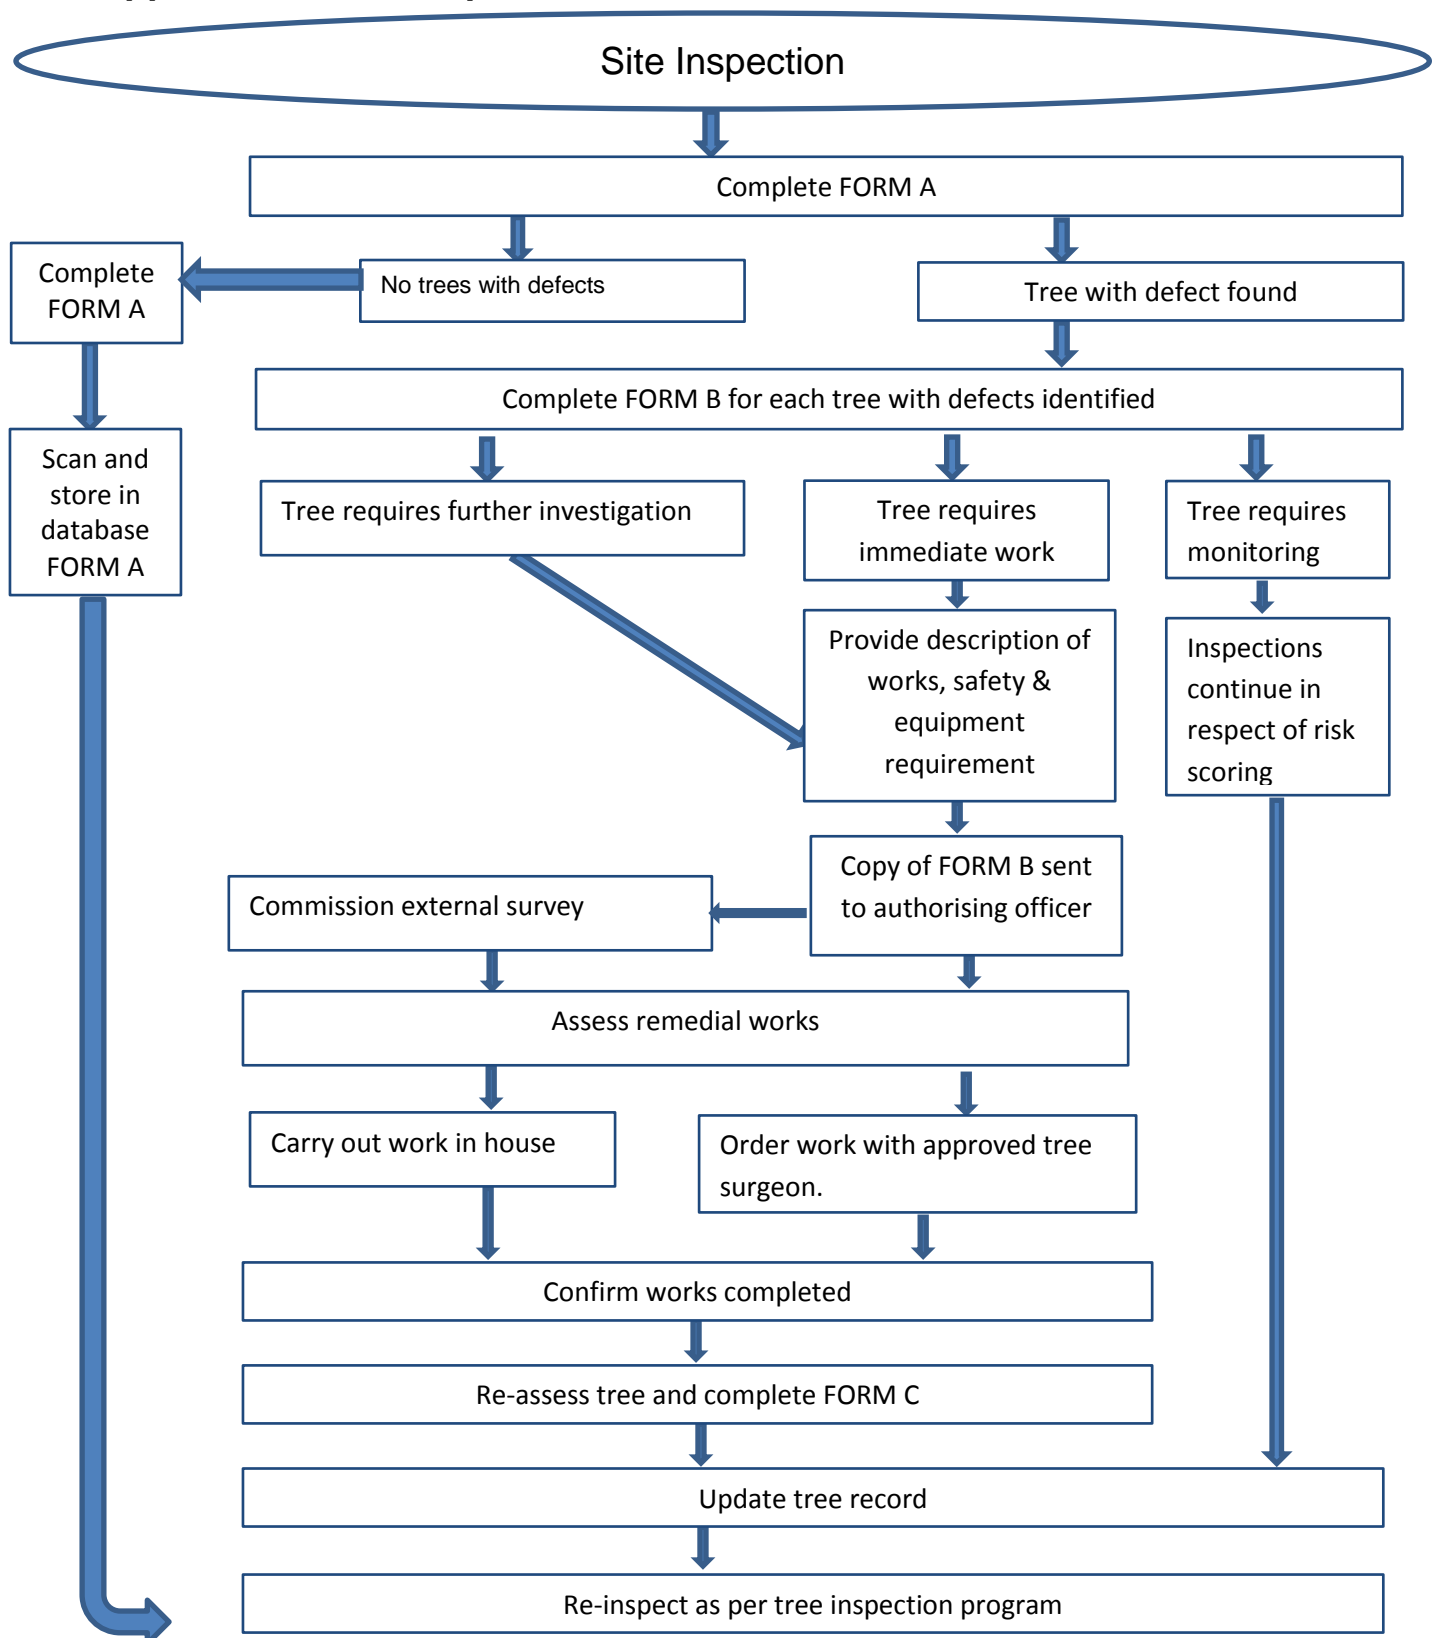 Site Inspection
Complete FORM A
Complete
FORM A
No trees with defects
Tree with defect found
Complete FORM B for each tree with defects identified
Scan and
store in
database
FORM A
Tree requires further investigation
Tree requires
immediate work
Tree requires
monitoring
Provide description of
works, safety &
equipment
requirement
Inspections
continue in
respect of risk
scoring
Copy of FORM B sent
to authorising officer
Commission external survey
Assess remedial works
Carry out work in house
Order work with approved tree
surgeon.
Confirm works completed
Re-assess tree and complete FORM C
Update tree record
Re-inspect as per tree inspection program